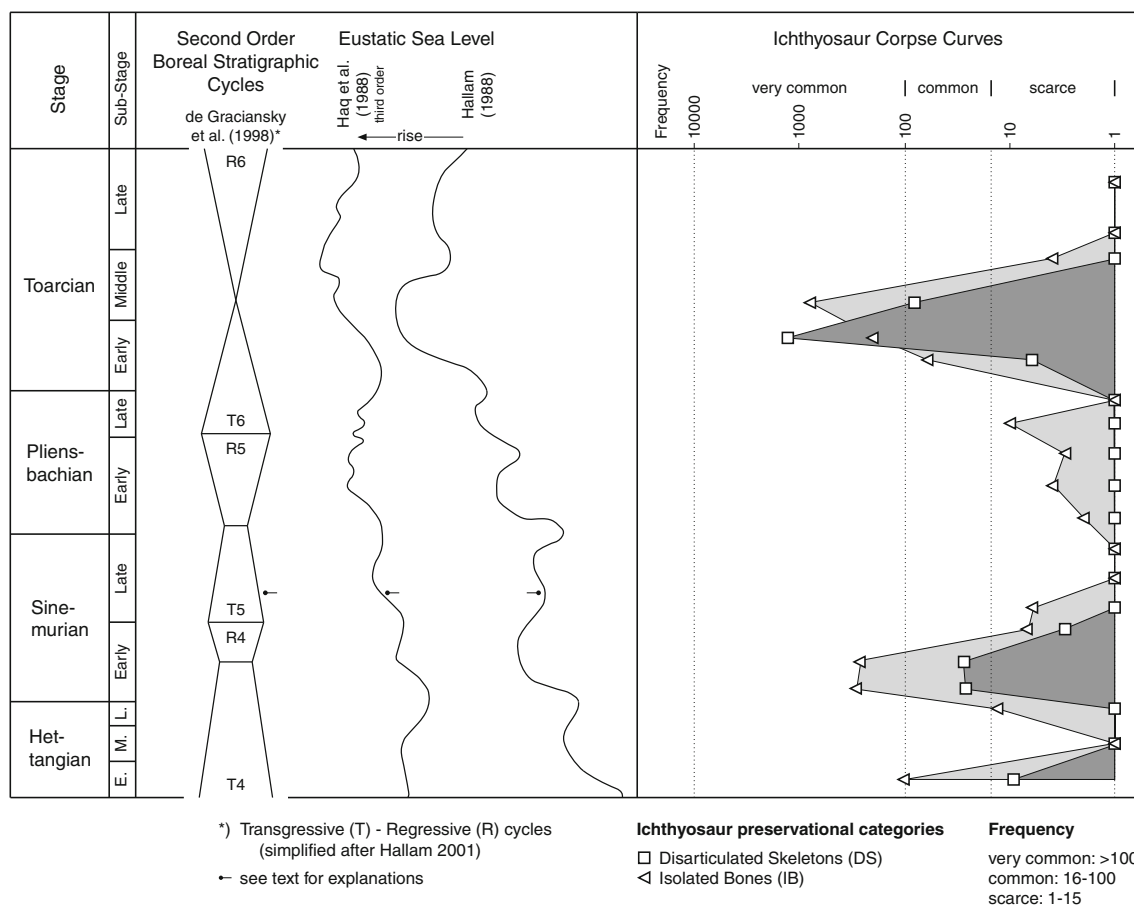 Stage
Sub-Stage
Second Order
Boreal Stratigraphic
Cycles
de Graciansky
et al. (1998)*
Eustatic Sea Level
Haq et al.
(1988)
third order
Hallam
(1988)
rise
Ichthyosaur Corpse Curves
Frequency
very common
common
scarce
10000
1000
100
10
1
Toarcian
Late
Middle
Early
Pliens-
bachian
Late
Early
Sine-
murian
Late
Early
Het-
tangian
L.
M.
E.
R6
T6
R5
T5
R4
T4
*) Transgressive (T) - Regressive (R) cycles
(simplified after Hallam 2001)
see text for explanations
Ichthyosaur preservational categories
Disarticulated Skeletons (DS)
Isolated Bones (IB)
Frequency
very common: >100
common: 16-100
scarce: 1-15